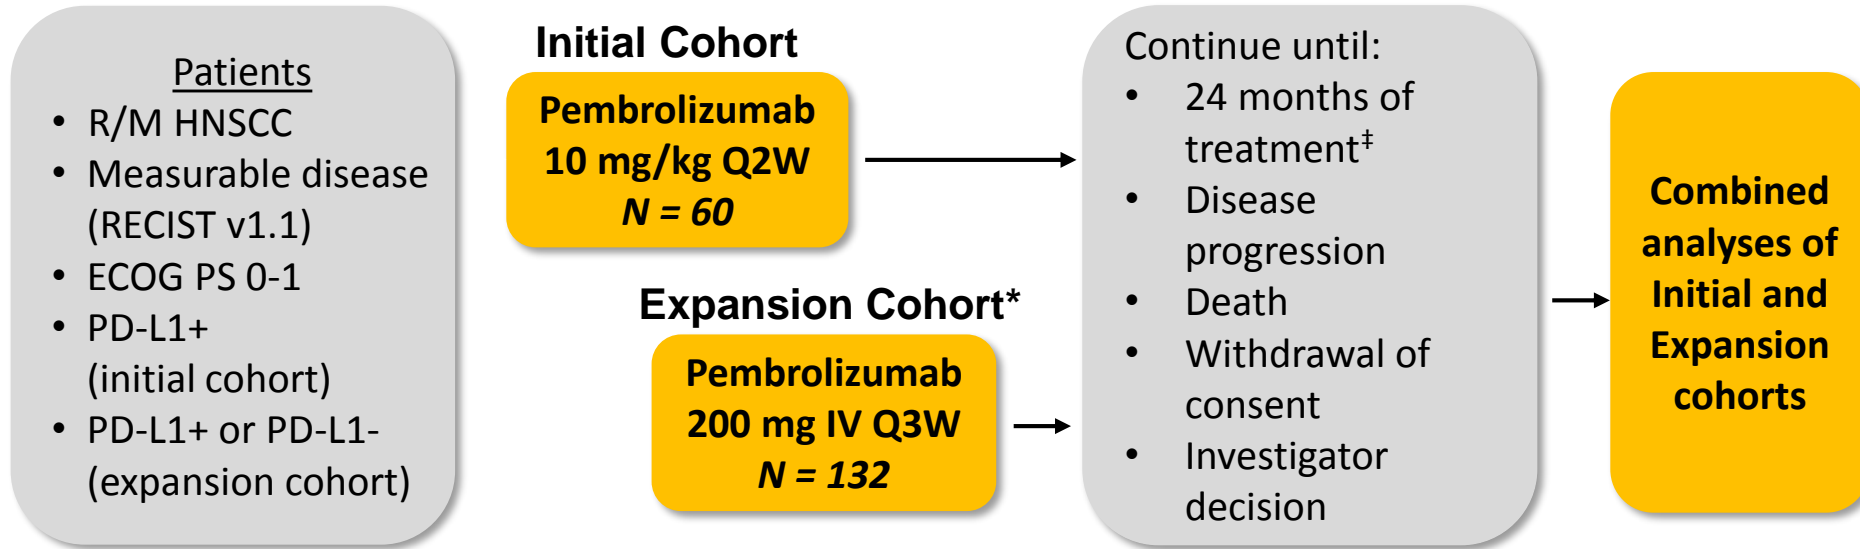 Patients
• R/M HNSCC
• Measurable disease
(RECIST v1.1)
• ECOG PS 0-1
• PD-L1+
(initial cohort)
• PD-L1+ or PD-L1-
(expansion cohort)
Initial Cohort
Pembrolizumab
10 mg/kg Q2W
N = 60
Expansion Cohort*
Pembrolizumab
200 mg IV Q3W
N = 132
Continue until:
• 24 months of
treatment‡
• Disease
progression
• Death
• Withdrawal of
consent
• Investigator
decision
Combined
analyses of
Initial and
Expansion
cohorts